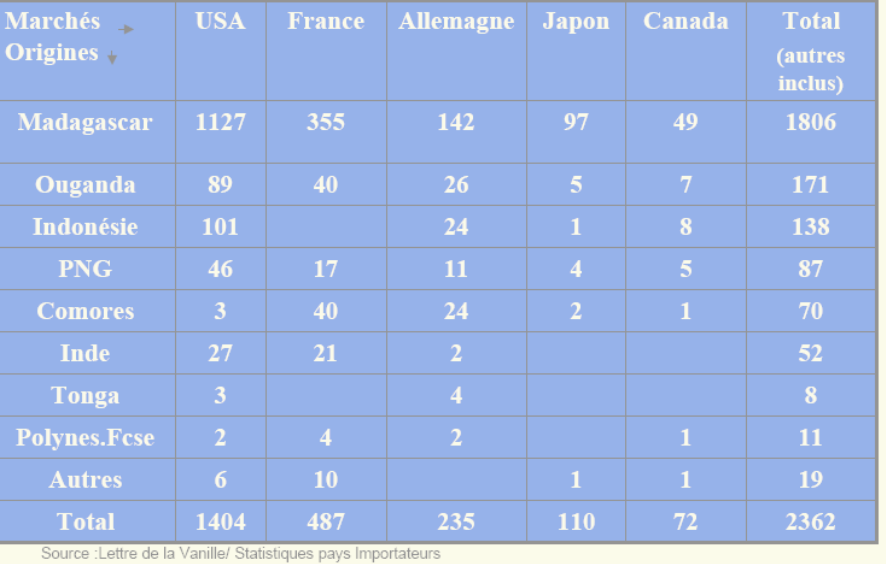 Marchés → USA France Allemagne Japon Canada Total
Origines ↓ (autres
inclus)
Madagascar 1127 355 142 97 49 1806
Ouganda 89 40 26 5 7 171
Indonésie 101 24 1 8 138
PNG 46 17 11 4 5 87
Comores 3 40 24 2 1 70
Inde 27 21 2 52
Tonga 3 4 8
Polynes.Fcse 2 4 2 1 11
Autres 6 10 1 1 19
Total 1404 487 235 110 72 2362
Source :Lettre de la Vanille/ Statistiques pays Importateurs